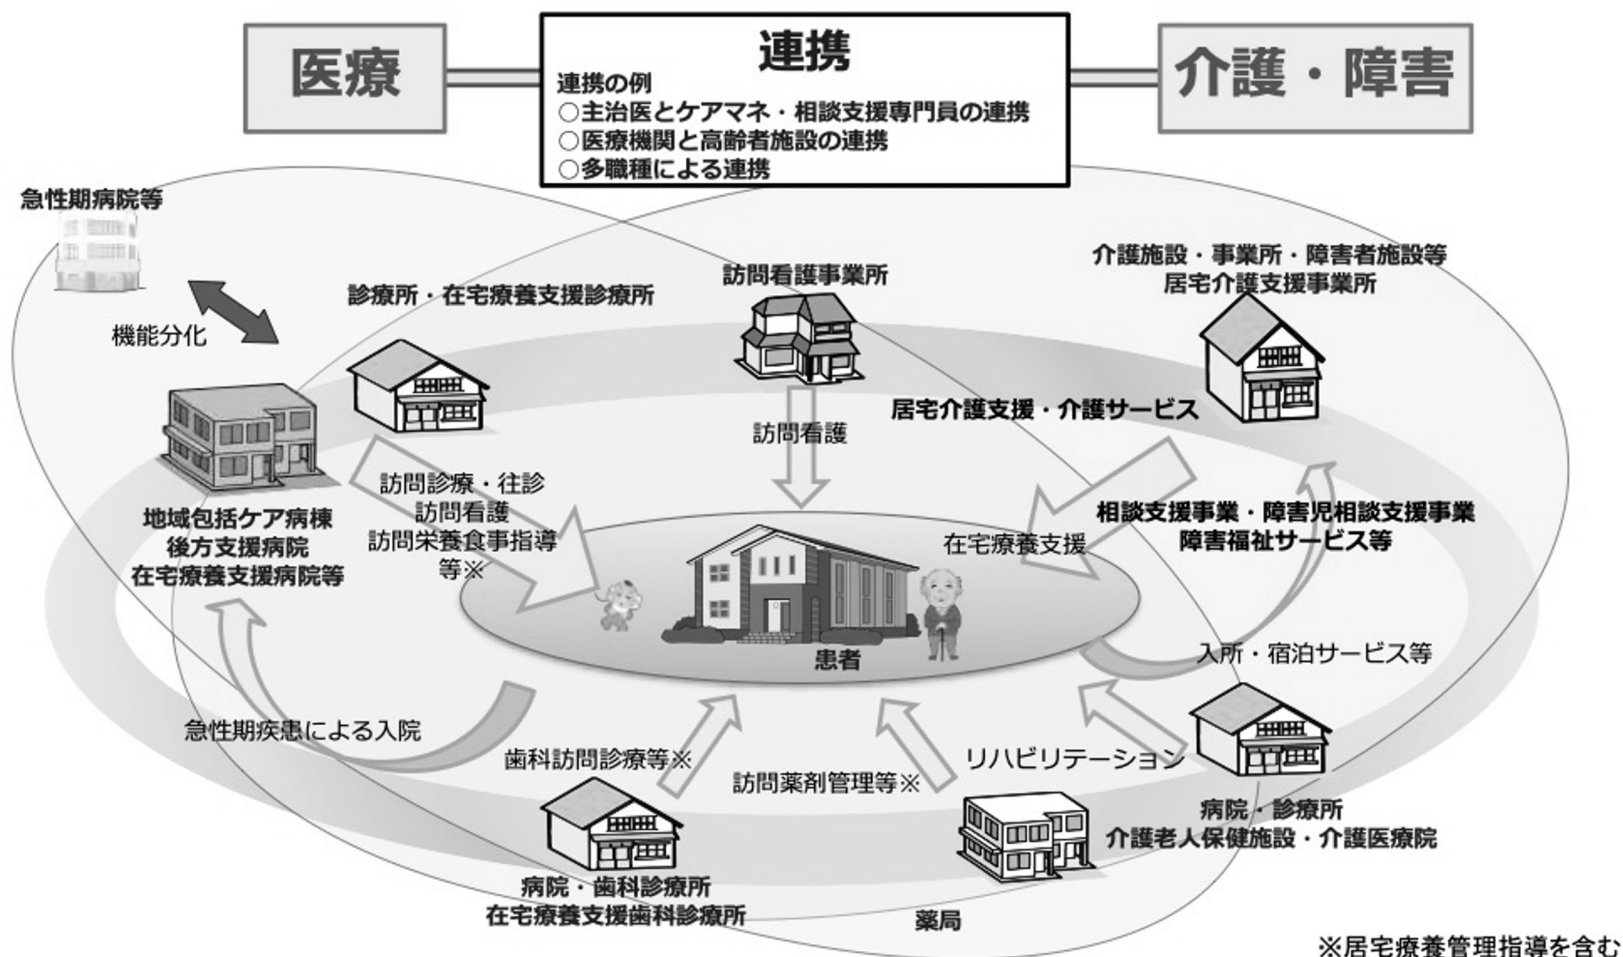 医療
連携
連携の例
○主治医とケアマネ・相談支援専門員の連携
○医療機関と高齢者施設の連携
○多職種による連携
介護・障害
急性期病院等
機能分化
診療所・在宅療養支援診療所
訪問看護事業所
介護施設・事業所・障害者施設等
居宅介護支援事業所
訪問看護
居宅介護支援・介護サービス
訪問診療・往診
訪問看護
訪問栄養食事指導
等※
地域包括ケア病棟
後方支援病院
在宅療養支援病院等
在宅療養支援
相談支援事業・障害児相談支援事業
障害福祉サービス等
患者
入所・宿泊サービス等
急性期疾患による入院
歯科訪問診療等※
訪問薬剤管理等※
リハビリテーション
病院・診療所
介護老人保健施設・介護医療院
病院・歯科診療所
在宅療養支援歯科診療所
薬局
※居宅療養管理指導を含む